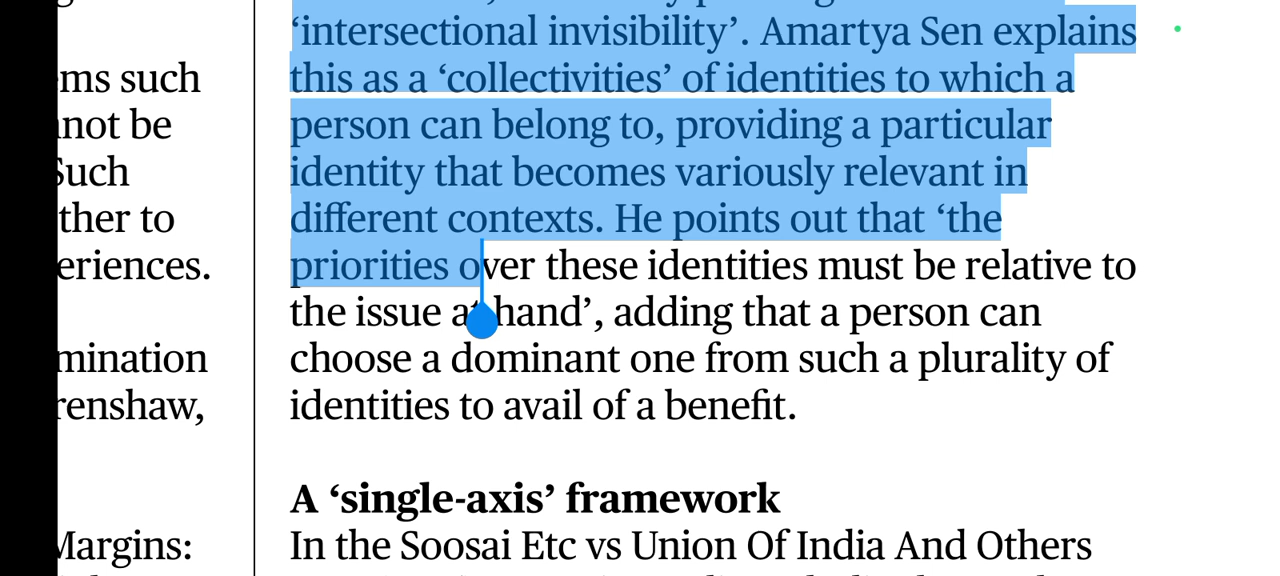 ms such
not be
Such
ther to
eriences.
mination
renshaw,
Margins:
‘intersectional invisibility’. Amartya Sen explains
this as a ‘collectivities’ of identities to which a
person can belong to, providing a particular
identity that becomes variously relevant in
different contexts. He points out that ‘the
priorities over these identities must be relative to
the issue at hand’, adding that a person can
choose a dominant one from such a plurality of
identities to avail of a benefit.
A ‘single-axis’ framework
In the Soosai Etc vs Union Of India And Others